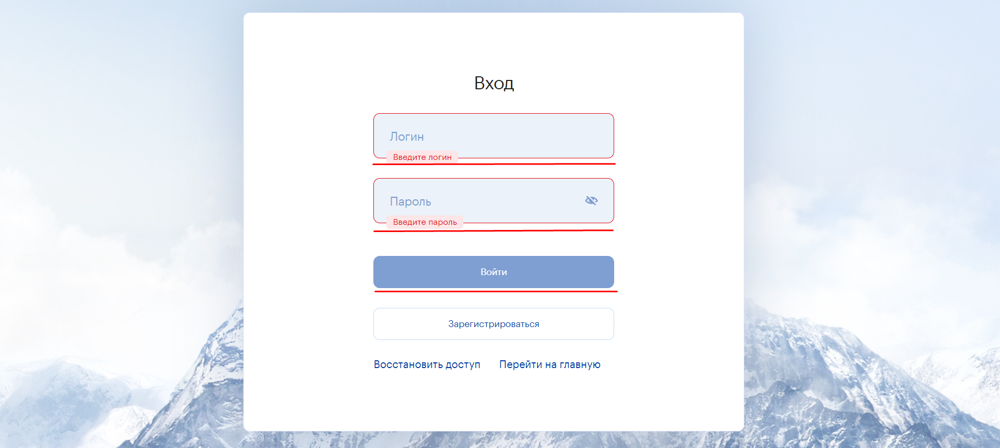 Вход
Логин
Введите логин
Пароль
Введите пароль
Войти
Зарегистрироваться
Восстановить доступ Перейти на главную